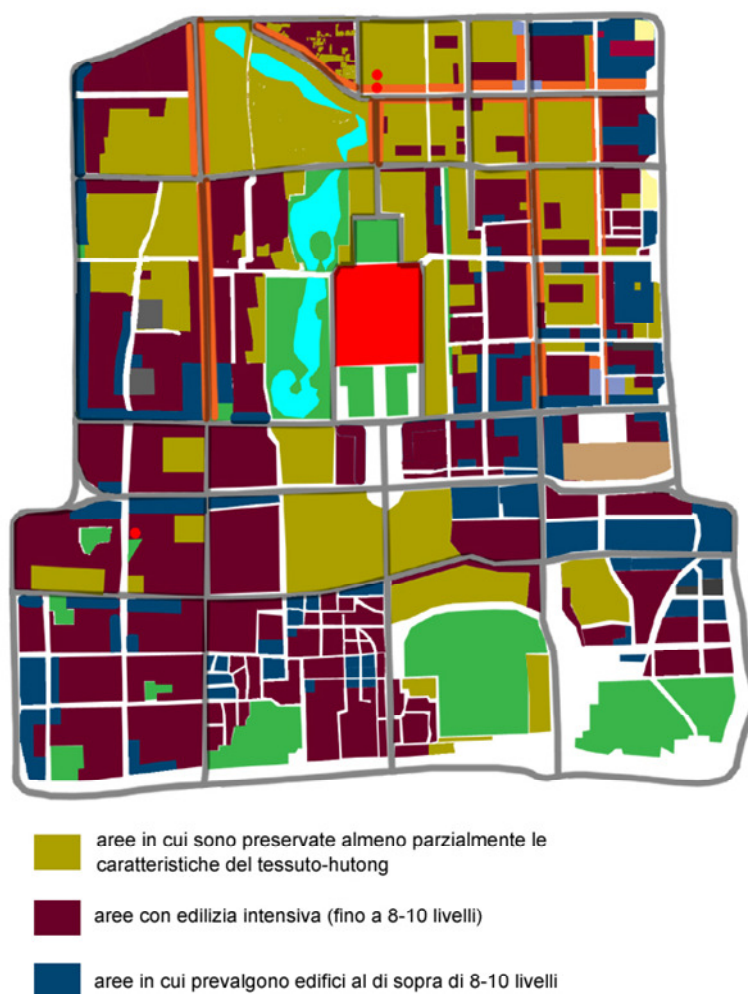 aree in cui sono preservate almeno parzialmente le
caratteristiche del tessuto-hutong
aree con edilizia intensiva (fino a 8-10 livelli)
aree in cui prevalgono edifici al di sopra di 8-10 livelli